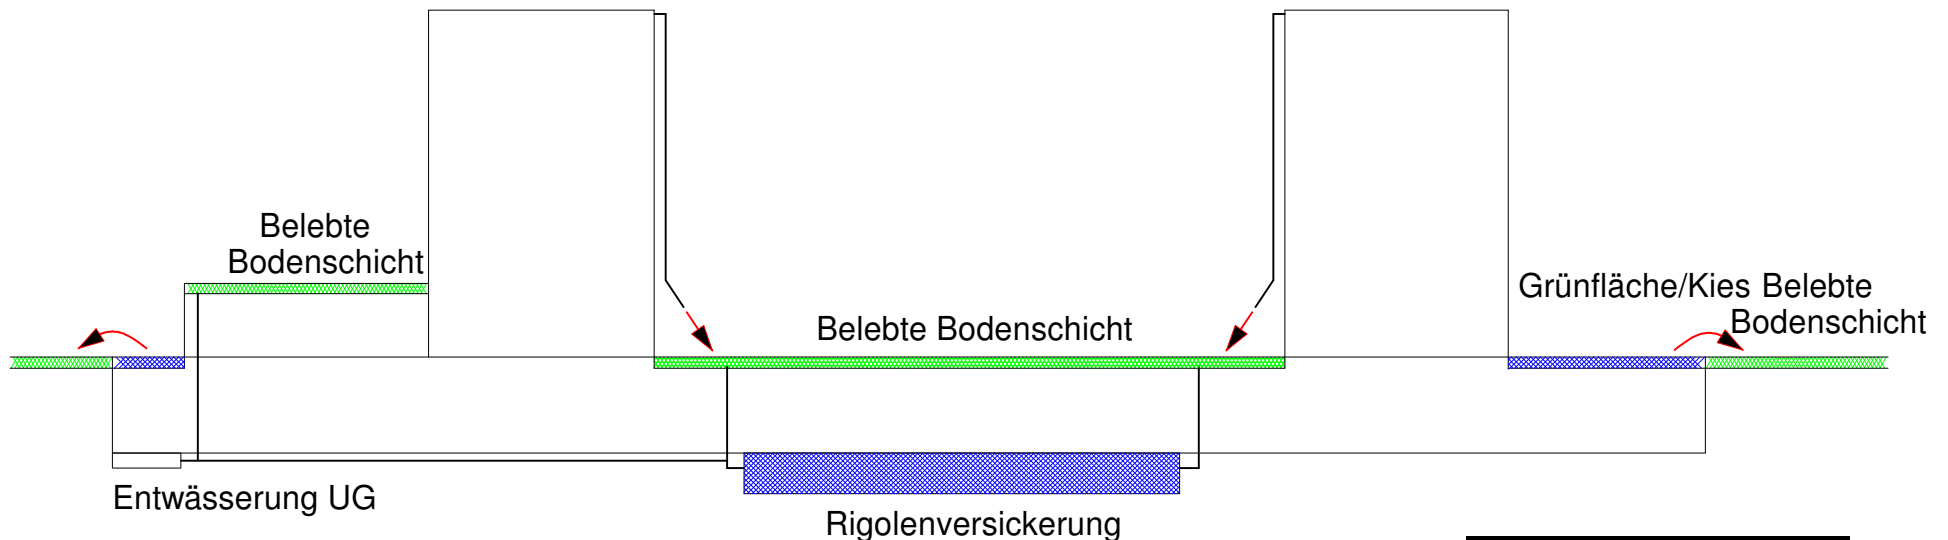 Belebte
Bodenschicht
Belebte Bodenschicht
Grünfläche/Kies Belebte
Bodenschicht
Entwässerung UG
Rigolenversickerung